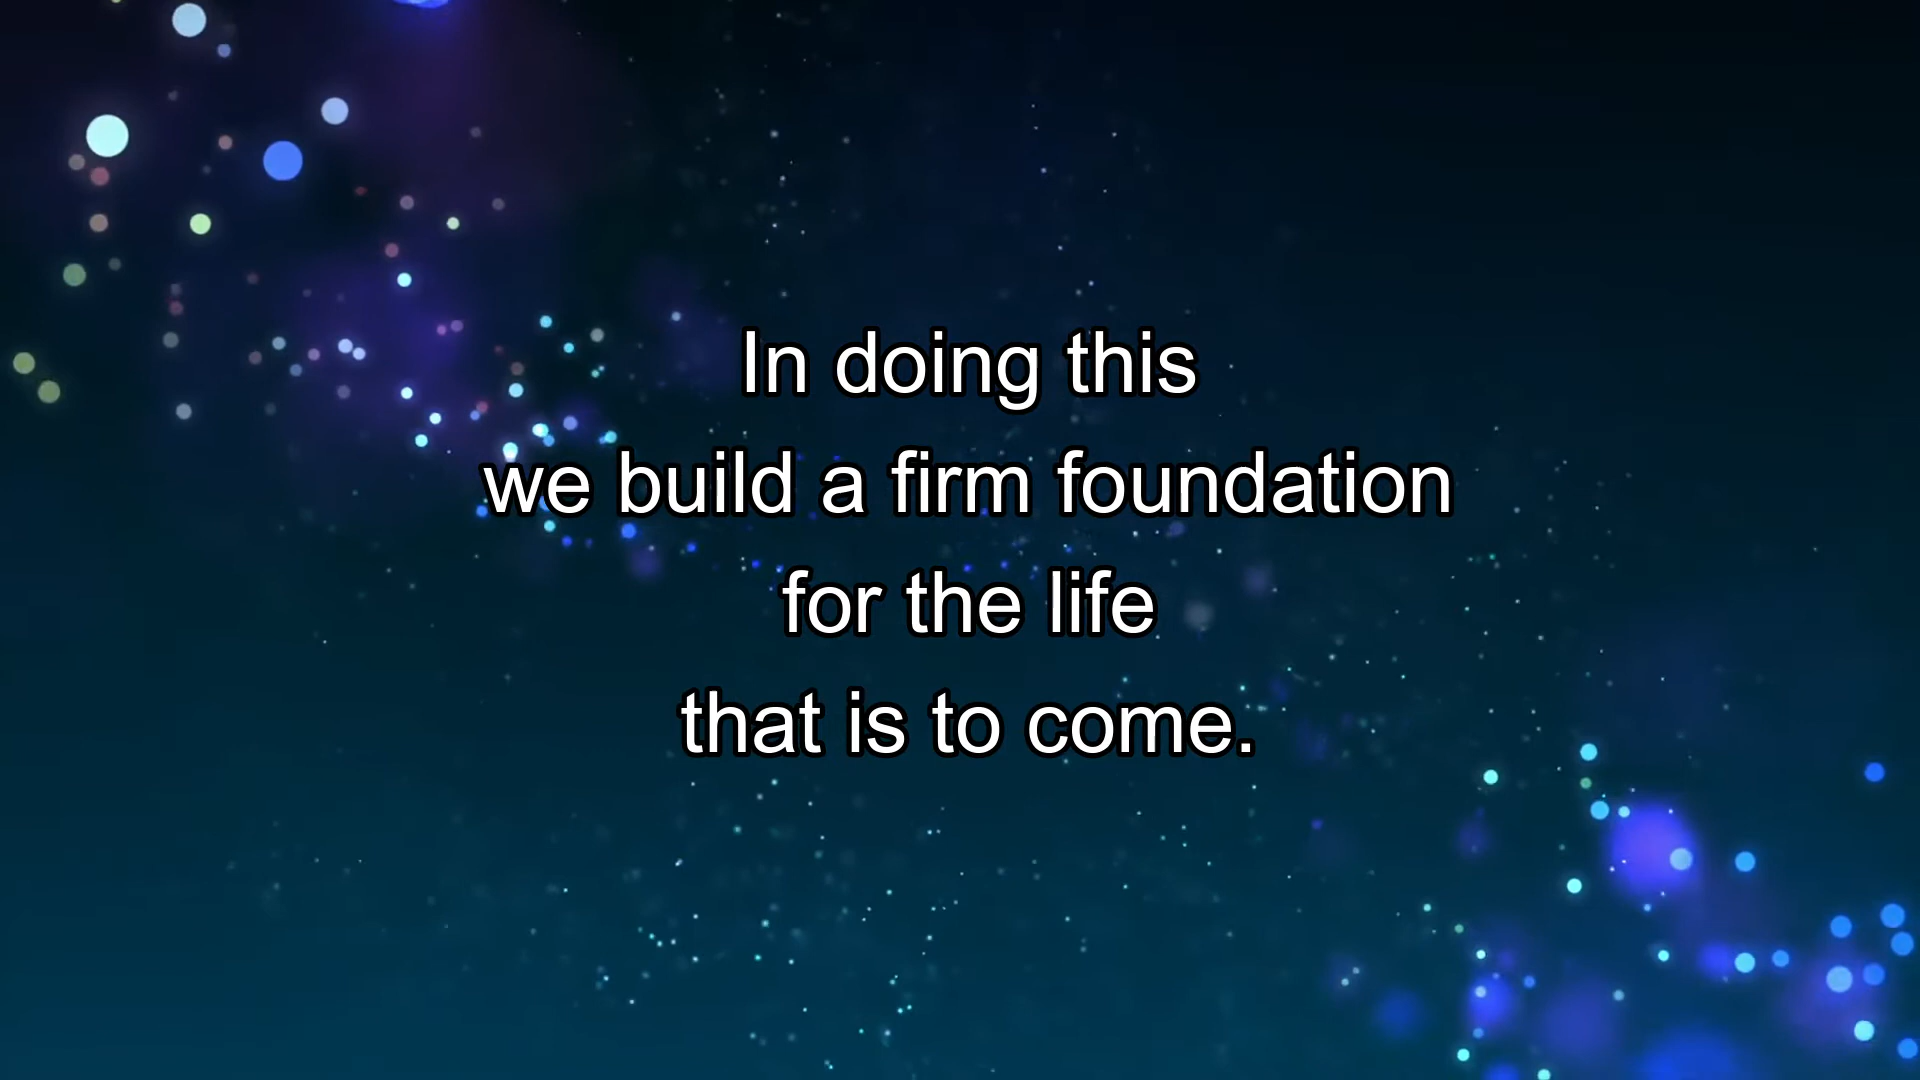 In doing this
we build a firm foundation
for the life
that is to come.